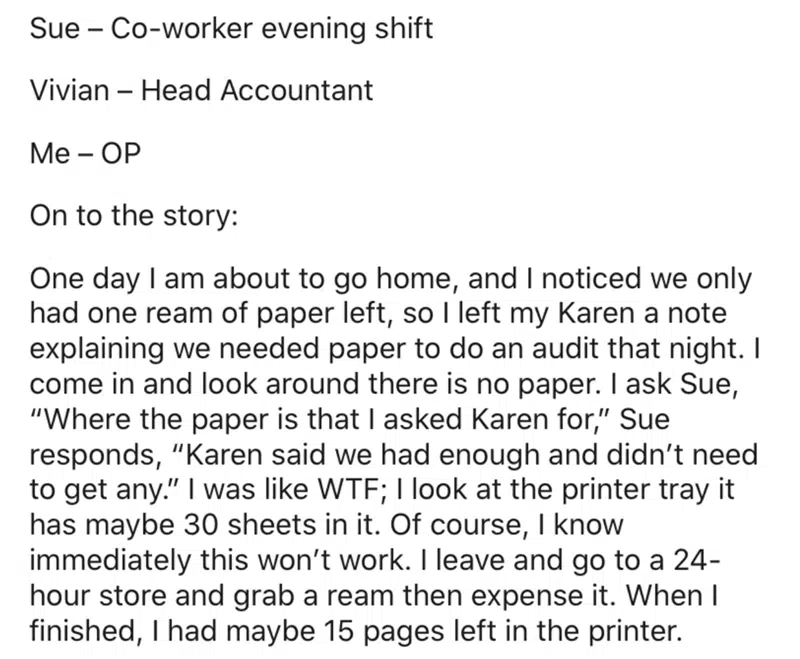 Sue – Co-worker evening shift
Vivian – Head Accountant
Me – OP
On to the story:
One day I am about to go home, and I noticed we only
had one ream of paper left, so I left my Karen a note
explaining we needed paper to do an audit that night. I
come in and look around there is no paper. I ask Sue,
“Where the paper is that I asked Karen for,” Sue
responds, “Karen said we had enough and didn’t need
to get any.” I was like WTF; I look at the printer tray it
has maybe 30 sheets in it. Of course, I know
immediately this won’t work. I leave and go to a 24-
hour store and grab a ream then expense it. When I
finished, I had maybe 15 pages left in the printer.